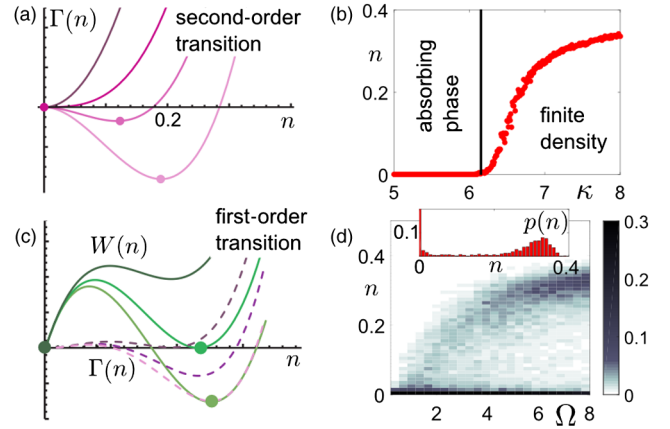 (a)
Γ(n)
second-order
transition
0.2
n
(b)
0.4
n
0.2
0
absorbing
phase
finite
density
5
6
7
κ
8
(c)
W(n)
first-order
transition
n
Γ(n)
0.1
p(n)
0
n
0.4
(d)
0.4
n
0.2
0
2
4
6
Ω
8
0.3
0.2
0.1
0